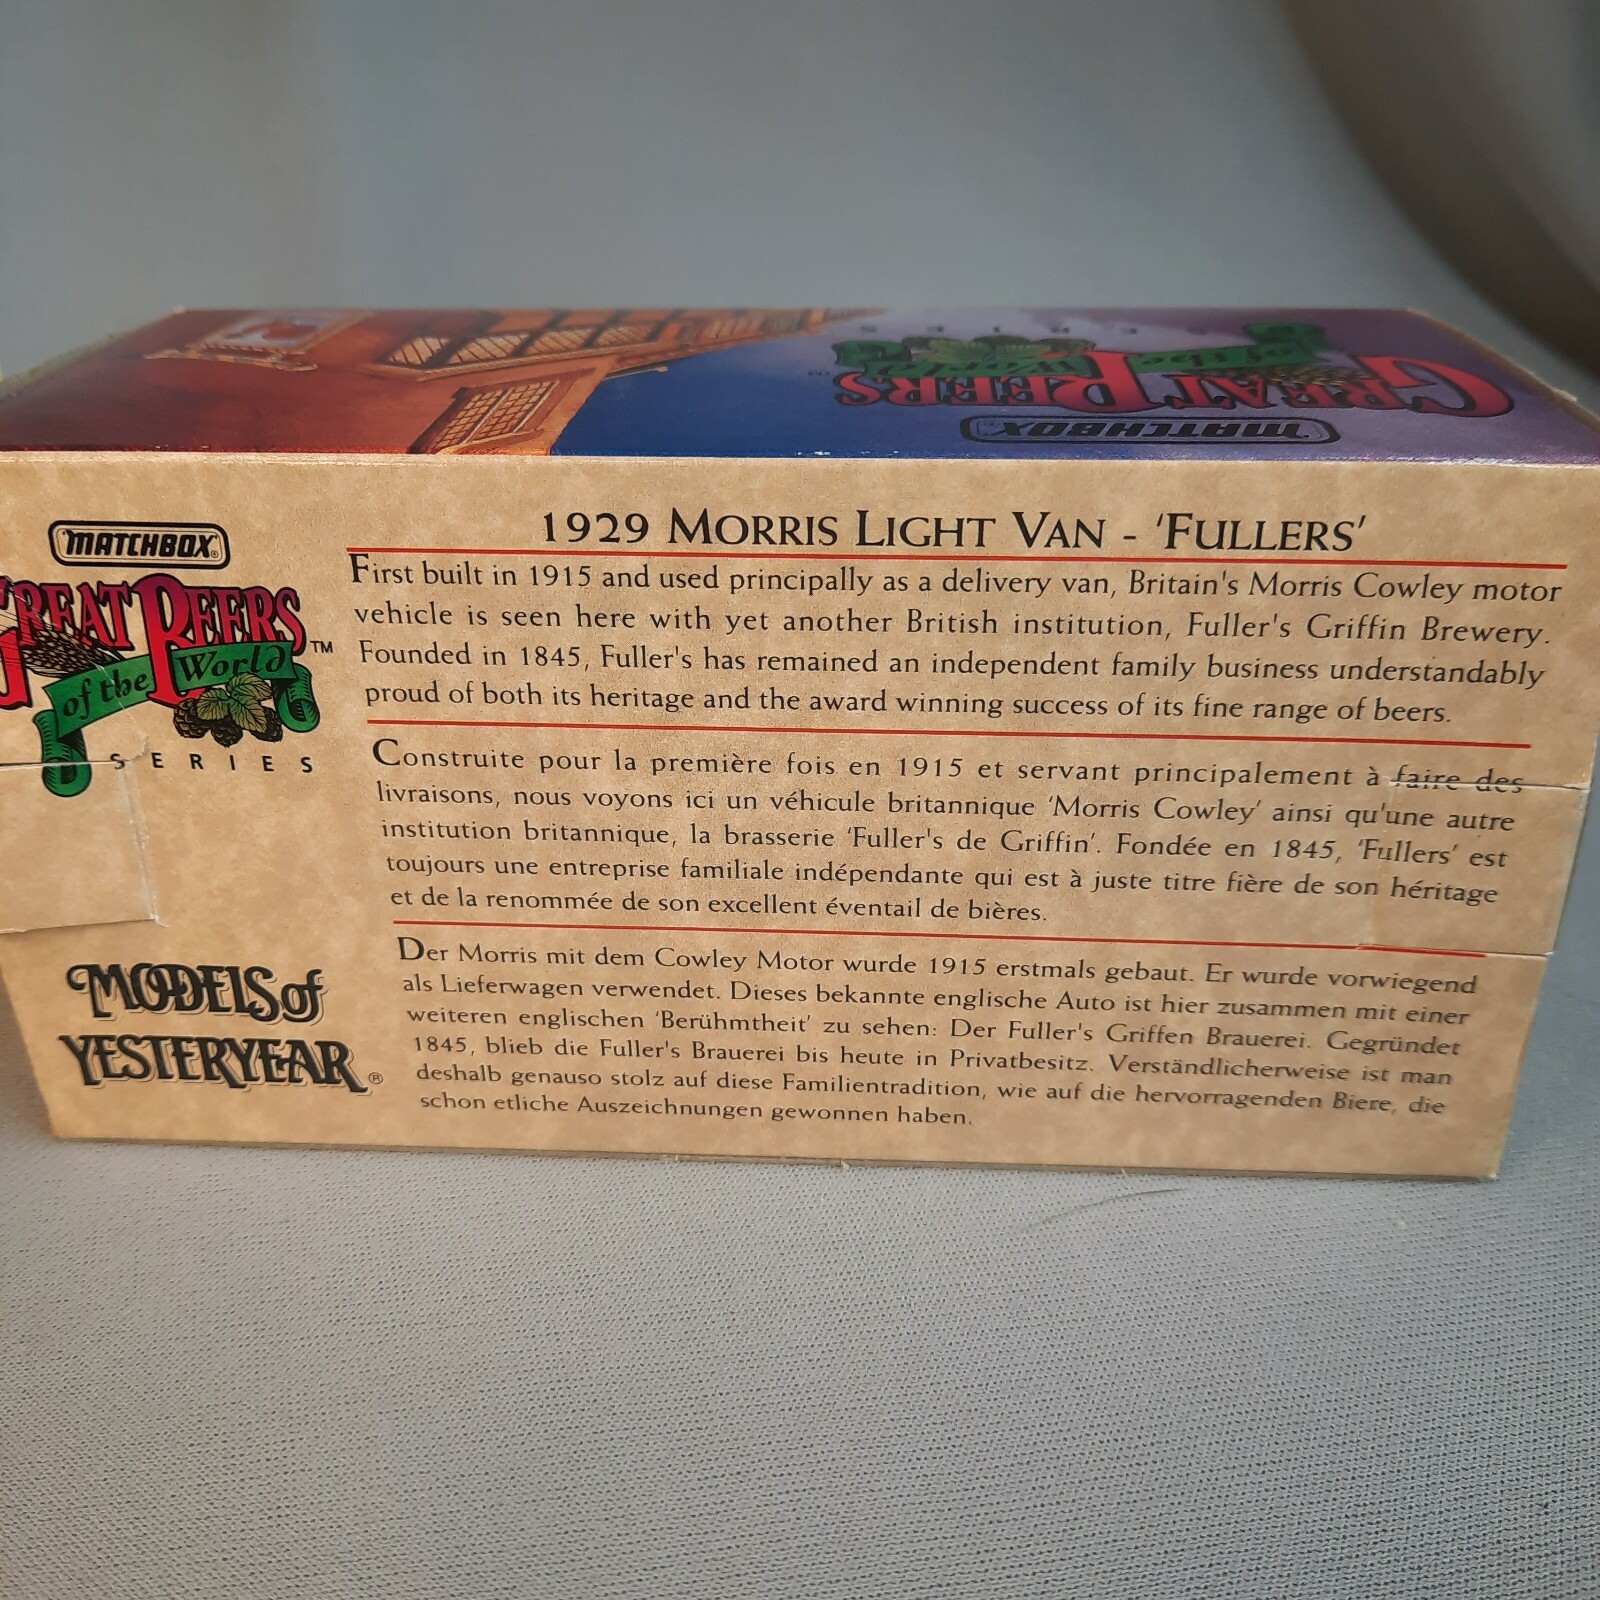 SERIES
GREAT BEERS
of the World
™
MATCHBOX
1929 MORRIS LIGHT VAN - 'FULLERS'
MATCHBOX®
GREAT BEERS™
of the World
SERIES
First built in 1915 and used principally as a delivery van, Britain's Morris Cowley motor
vehicle is seen here with yet another British institution, Fuller's Griffin Brewery.
Founded in 1845, Fuller's has remained an independent family business understandably
proud of both its heritage and the award winning success of its fine range of beers.
Construite pour la première fois en 1915 et servant principalement à faire des
livraisons, nous voyons ici un véhicule britannique 'Morris Cowley' ainsi qu'une autre
institution britannique, la brasserie 'Fuller's de Griffin'. Fondée en 1845, 'Fullers' est
toujours une entreprise familiale indépendante qui est à juste titre fière de son héritage
et de la renommée de son excellent éventail de bières.
MODELS of
YESTERYEAR®
Der Morris mit dem Cowley Motor wurde 1915 erstmals gebaut. Er wurde vorwiegend
als Lieferwagen verwendet. Dieses bekannte englische Auto ist hier zusammen mit einer
weiteren englischen 'Berühmtheit' zu sehen: Der Fuller's Griffen Brauerei. Gegründet
1845, blieb die Fuller's Brauerei bis heute in Privatbesitz. Verständlicherweise ist man
deshalb genauso stolz auf diese Familientradition, wie auf die hervorragenden Biere, die
schon etliche Auszeichnungen gewonnen haben.